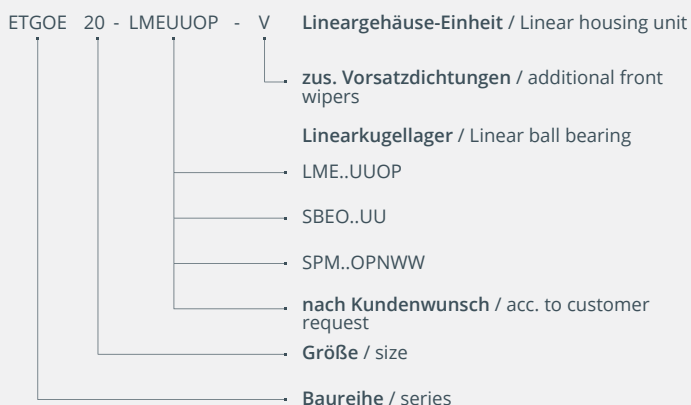 ETGOE 20 - LMEUUOP - V Lineargehäuse-Einheit / Linear housing unit
zus. Vorsatzdichtungen / additional front
wipers
Linearkugellager / Linear ball bearing
LME..UUOP
SBEO..UU
SPM..OPNWW
nach Kundenwunsch / acc. to customer
request
Größe / size
Baureihe / series